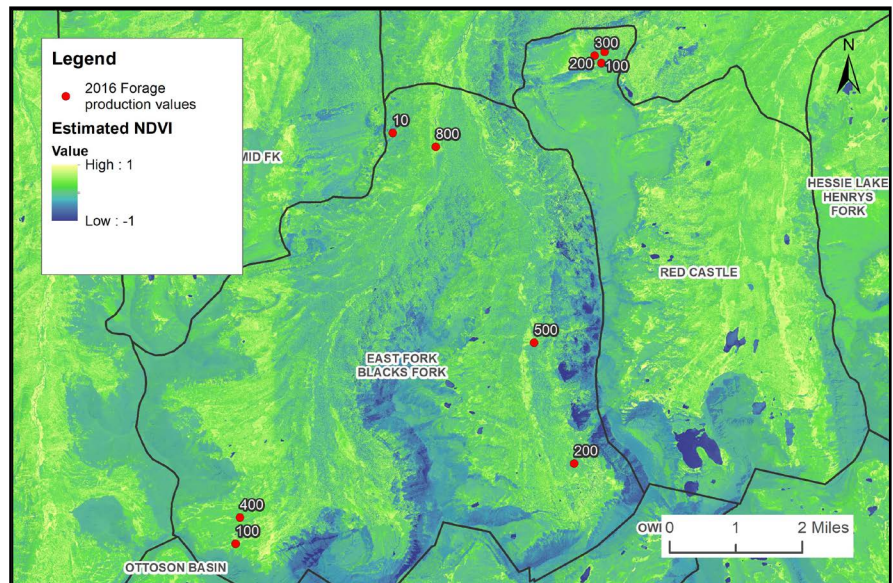 Legend
2016 Forage
production values
Estimated NDVI
Value
High : 1
Low : -1
MID FK
N
300
200
100
10
800
HESSIE LAKE
HENRYS
FORK
RED CASTLE
500
EAST FORK
BLACKS FORK
200
400
100
OTTOSON BASIN
OWI
0 1 2 Miles